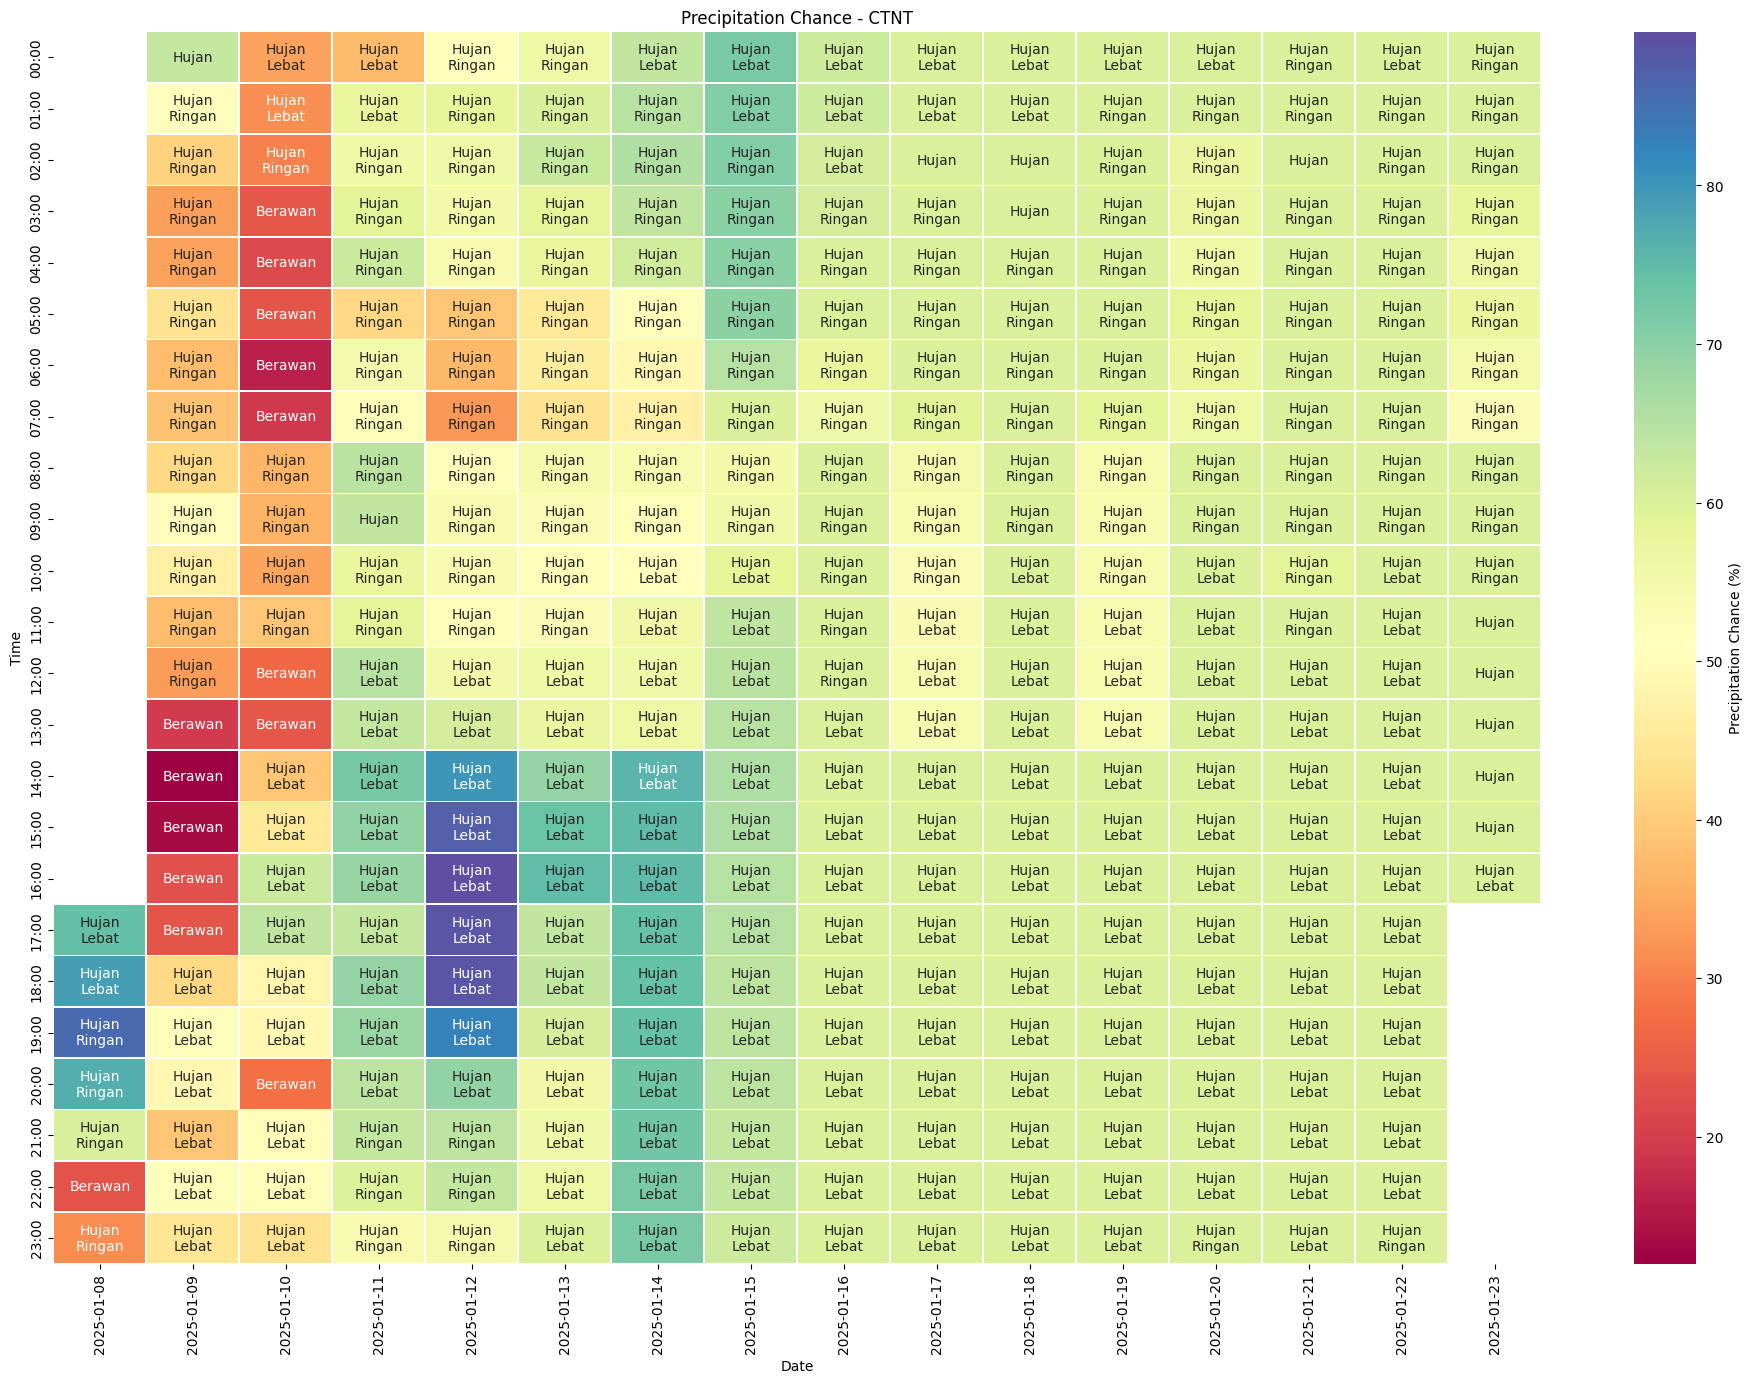 Precipitation Chance - CTNT
00:00 Hujan Hujan Lebat Hujan Lebat Hujan Ringan Hujan Ringan Hujan Lebat Hujan Lebat Hujan Lebat Hujan Lebat Hujan Lebat Hujan Lebat Hujan Lebat Hujan Ringan Hujan Lebat Hujan Ringan
01:00 Hujan Ringan Hujan Lebat Hujan Lebat Hujan Ringan Hujan Ringan Hujan Ringan Hujan Lebat Hujan Lebat Hujan Lebat Hujan Lebat Hujan Ringan Hujan Ringan Hujan Ringan Hujan Ringan Hujan Ringan
02:00 Hujan Ringan Hujan Ringan Hujan Ringan Hujan Ringan Hujan Ringan Hujan Ringan Hujan Ringan Hujan Lebat Hujan Hujan Hujan Ringan Hujan Ringan Hujan Hujan Ringan Hujan Ringan
03:00 Hujan Ringan Berawan Hujan Ringan Hujan Ringan Hujan Ringan Hujan Ringan Hujan Ringan Hujan Ringan Hujan Ringan Hujan Hujan Ringan Hujan Ringan Hujan Ringan Hujan Ringan Hujan Ringan
04:00 Hujan Ringan Berawan Hujan Ringan Hujan Ringan Hujan Ringan Hujan Ringan Hujan Ringan Hujan Ringan Hujan Ringan Hujan Ringan Hujan Ringan Hujan Ringan Hujan Ringan Hujan Ringan Hujan Ringan
05:00 Hujan Ringan Berawan Hujan Ringan Hujan Ringan Hujan Ringan Hujan Ringan Hujan Ringan Hujan Ringan Hujan Ringan Hujan Ringan Hujan Ringan Hujan Ringan Hujan Ringan Hujan Ringan Hujan Ringan
06:00 Hujan Ringan Berawan Hujan Ringan Hujan Ringan Hujan Ringan Hujan Ringan Hujan Ringan Hujan Ringan Hujan Ringan Hujan Ringan Hujan Ringan Hujan Ringan Hujan Ringan Hujan Ringan Hujan Ringan
07:00 Hujan Ringan Berawan Hujan Ringan Hujan Ringan Hujan Ringan Hujan Ringan Hujan Ringan Hujan Ringan Hujan Ringan Hujan Ringan Hujan Ringan Hujan Ringan Hujan Ringan Hujan Ringan Hujan Ringan
08:00 Hujan Ringan Hujan Ringan Hujan Ringan Hujan Ringan Hujan Ringan Hujan Ringan Hujan Ringan Hujan Ringan Hujan Ringan Hujan Ringan Hujan Ringan Hujan Ringan Hujan Ringan Hujan Ringan Hujan Ringan
09:00 Hujan Ringan Hujan Ringan Hujan Hujan Ringan Hujan Ringan Hujan Ringan Hujan Ringan Hujan Ringan Hujan Ringan Hujan Ringan Hujan Ringan Hujan Ringan Hujan Ringan Hujan Ringan Hujan Ringan
10:00 Hujan Ringan Hujan Ringan Hujan Ringan Hujan Ringan Hujan Ringan Hujan Lebat Hujan Lebat Hujan Ringan Hujan Ringan Hujan Lebat Hujan Ringan Hujan Lebat Hujan Ringan Hujan Lebat Hujan Ringan
11:00 Hujan Ringan Hujan Ringan Hujan Ringan Hujan Ringan Hujan Ringan Hujan Lebat Hujan Lebat Hujan Ringan Hujan Lebat Hujan Lebat Hujan Lebat Hujan Lebat Hujan Ringan Hujan Lebat Hujan
12:00 Hujan Ringan Berawan Hujan Lebat Hujan Lebat Hujan Lebat Hujan Lebat Hujan Lebat Hujan Ringan Hujan Lebat Hujan Lebat Hujan Lebat Hujan Lebat Hujan Lebat Hujan Lebat Hujan
13:00 Berawan Berawan Hujan Lebat Hujan Lebat Hujan Lebat Hujan Lebat Hujan Lebat Hujan Lebat Hujan Lebat Hujan Lebat Hujan Lebat Hujan Lebat Hujan Lebat Hujan Lebat Hujan
14:00 Berawan Hujan Lebat Hujan Lebat Hujan Lebat Hujan Lebat Hujan Lebat Hujan Lebat Hujan Lebat Hujan Lebat Hujan Lebat Hujan Lebat Hujan Lebat Hujan Lebat Hujan Lebat Hujan
15:00 Berawan Hujan Lebat Hujan Lebat Hujan Lebat Hujan Lebat Hujan Lebat Hujan Lebat Hujan Lebat Hujan Lebat Hujan Lebat Hujan Lebat Hujan Lebat Hujan Lebat Hujan Lebat Hujan
16:00 Berawan Hujan Lebat Hujan Lebat Hujan Lebat Hujan Lebat Hujan Lebat Hujan Lebat Hujan Lebat Hujan Lebat Hujan Lebat Hujan Lebat Hujan Lebat Hujan Lebat Hujan Lebat Hujan Lebat
17:00 Hujan Lebat Berawan Hujan Lebat Hujan Lebat Hujan Lebat Hujan Lebat Hujan Lebat Hujan Lebat Hujan Lebat Hujan Lebat Hujan Lebat Hujan Lebat Hujan Lebat Hujan Lebat Hujan Lebat
18:00 Hujan Lebat Hujan Lebat Hujan Lebat Hujan Lebat Hujan Lebat Hujan Lebat Hujan Lebat Hujan Lebat Hujan Lebat Hujan Lebat Hujan Lebat Hujan Lebat Hujan Lebat Hujan Lebat Hujan Lebat
19:00 Hujan Ringan Hujan Lebat Hujan Lebat Hujan Lebat Hujan Lebat Hujan Lebat Hujan Lebat Hujan Lebat Hujan Lebat Hujan Lebat Hujan Lebat Hujan Lebat Hujan Lebat Hujan Lebat Hujan Lebat
20:00 Hujan Ringan Hujan Lebat Berawan Hujan Lebat Hujan Lebat Hujan Lebat Hujan Lebat Hujan Lebat Hujan Lebat Hujan Lebat Hujan Lebat Hujan Lebat Hujan Lebat Hujan Lebat Hujan Lebat
21:00 Hujan Ringan Hujan Lebat Hujan Lebat Hujan Ringan Hujan Ringan Hujan Lebat Hujan Lebat Hujan Lebat Hujan Lebat Hujan Lebat Hujan Lebat Hujan Lebat Hujan Lebat Hujan Lebat Hujan Lebat
22:00 Berawan Hujan Lebat Hujan Lebat Hujan Ringan Hujan Ringan Hujan Lebat Hujan Lebat Hujan Lebat Hujan Lebat Hujan Lebat Hujan Lebat Hujan Lebat Hujan Lebat Hujan Lebat Hujan Lebat
23:00 Hujan Ringan Hujan Lebat Hujan Lebat Hujan Ringan Hujan Ringan Hujan Lebat Hujan Lebat Hujan Lebat Hujan Lebat Hujan Lebat Hujan Lebat Hujan Lebat Hujan Ringan Hujan Lebat Hujan Ringan
Time
2025-01-08
2025-01-09
2025-01-10
2025-01-11
2025-01-12
2025-01-13
2025-01-14
2025-01-15
2025-01-16
2025-01-17
2025-01-18
2025-01-19
2025-01-20
2025-01-21
2025-01-22
2025-01-23
Date
80
70
60
50
40
30
20
Precipitation Chance (%)